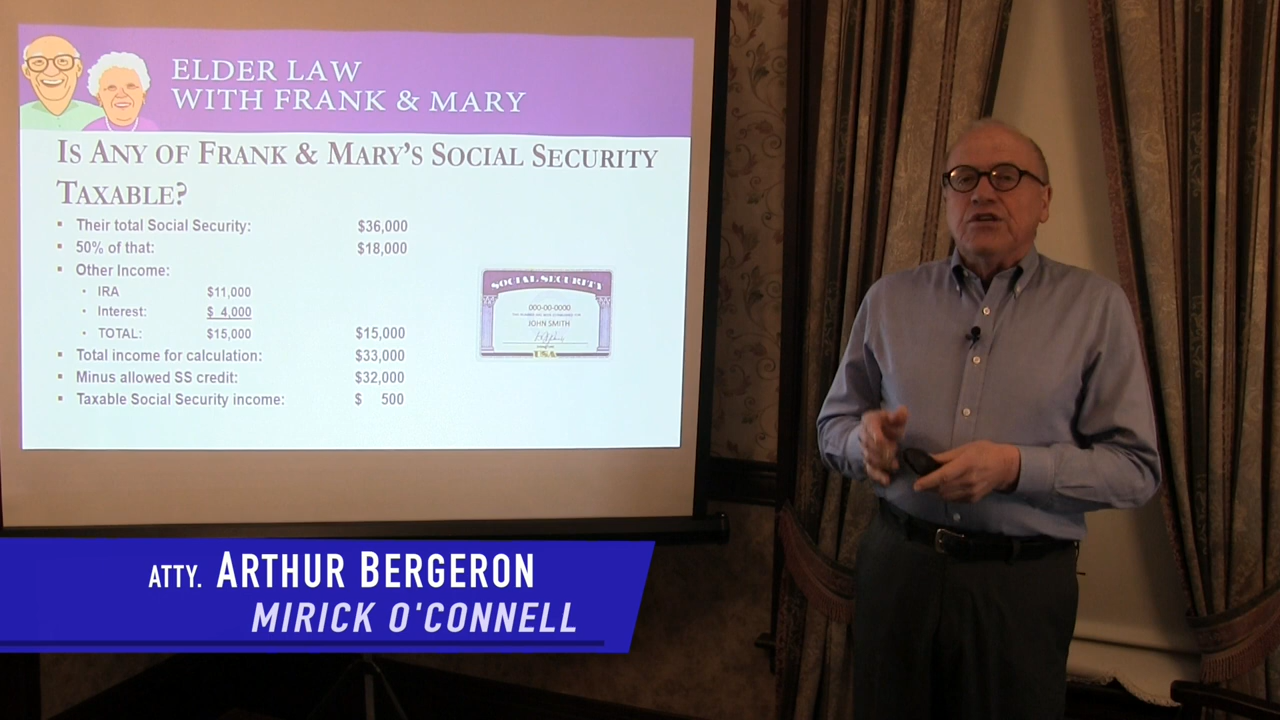 ELDER LAW
WITH FRANK & MARY
IS ANY OF FRANK & MARY'S SOCIAL SECURITY
TAXABLE?
▪ Their total Social Security: $36,000
▪ 50% of that: $18,000
▪ Other Income:
• IRA $11,000
• Interest: $ 4,000
• TOTAL: $15,000 $15,000
▪ Total income for calculation: $33,000
▪ Minus allowed SS credit: $32,000
▪ Taxable Social Security income: $ 500
SOCIAL SECURITY
000-00-0000
JOHN SMITH
USA
ATTY. ARTHUR BERGERON
MIRICK O'CONNELL